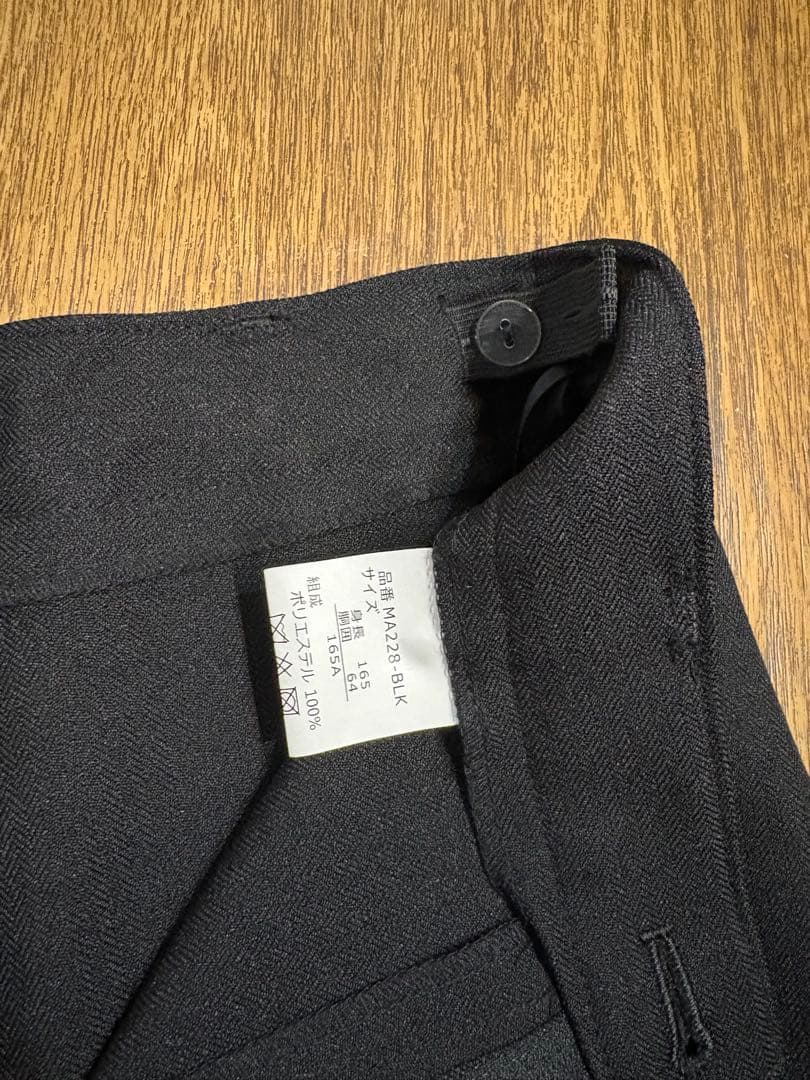 品番 MA228-BLK
サイズ
身長 165
胴囲 64
165A
組成
ポリエステル 100%